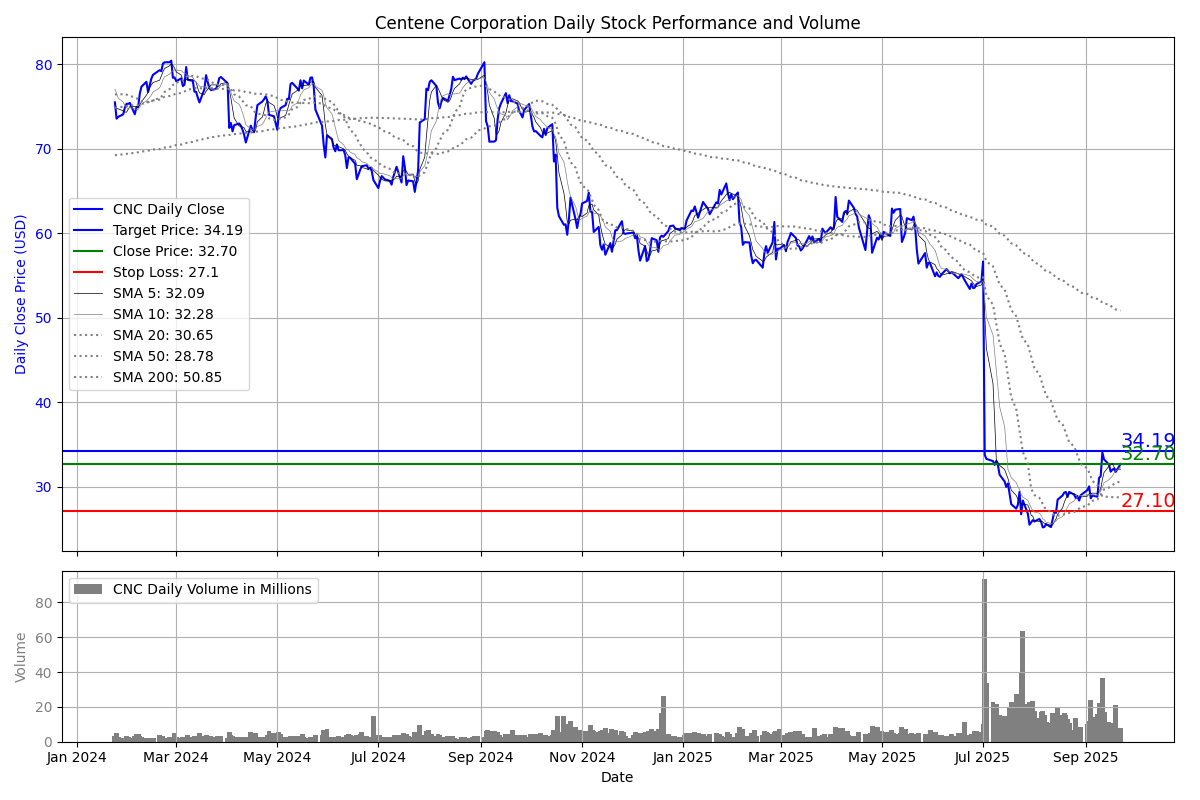 Centene Corporation Daily Stock Performance and Volume
Daily Close Price (USD)
80
70
60
50
40
30
CNC Daily Close
Target Price: 34.19
Close Price: 32.70
Stop Loss: 27.1
SMA 5: 32.09
SMA 10: 32.28
SMA 20: 30.65
SMA 50: 28.78
SMA 200: 50.85
34.19
32.70
27.10
Volume
80
60
40
20
0
CNC Daily Volume in Millions
Jan 2024
Mar 2024
May 2024
Jul 2024
Sep 2024
Nov 2024
Jan 2025
Mar 2025
May 2025
Jul 2025
Sep 2025
Date